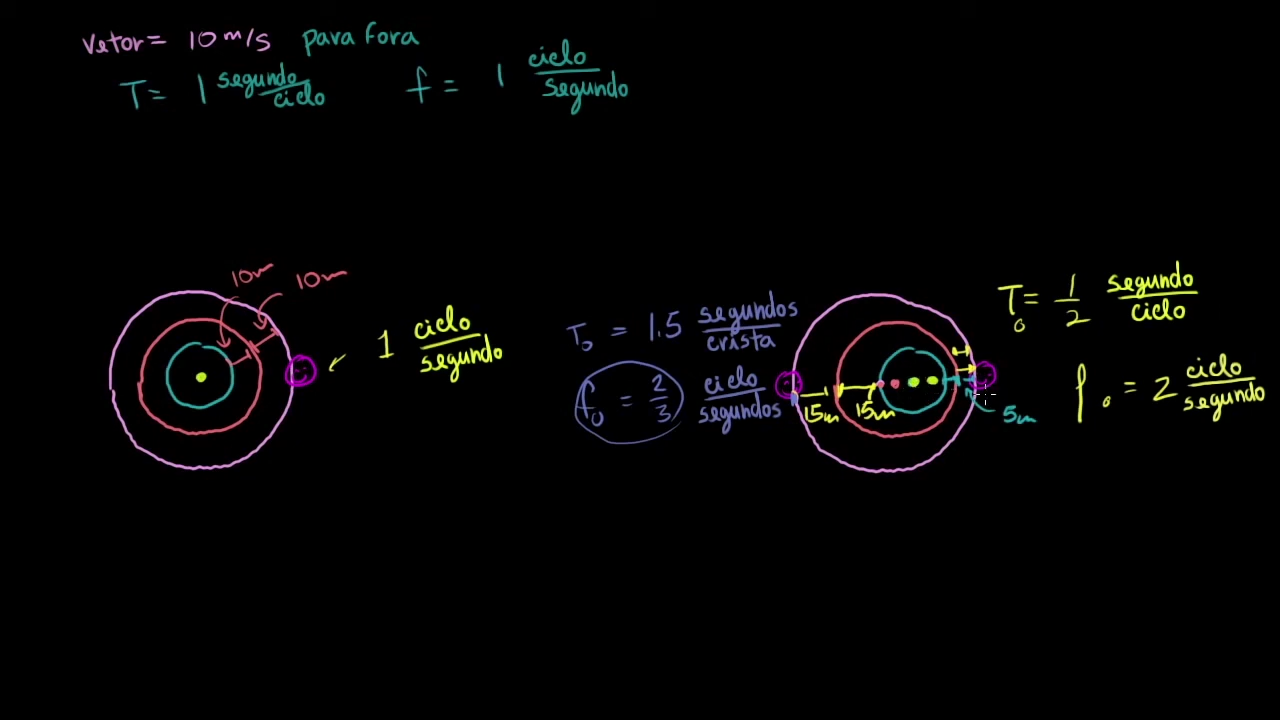 vetor = 10 m/s para fora
T = 1 segundo/ciclo f = 1 ciclo/segundo
10m 10m
1 ciclo/segundo
T₀ = 1.5 segundos/crista
f₀ = 2/3 ciclo/segundos
15m 15m
5m
T₀ = 1/2 segundo/ciclo
f₀ = 2 ciclo/segundo